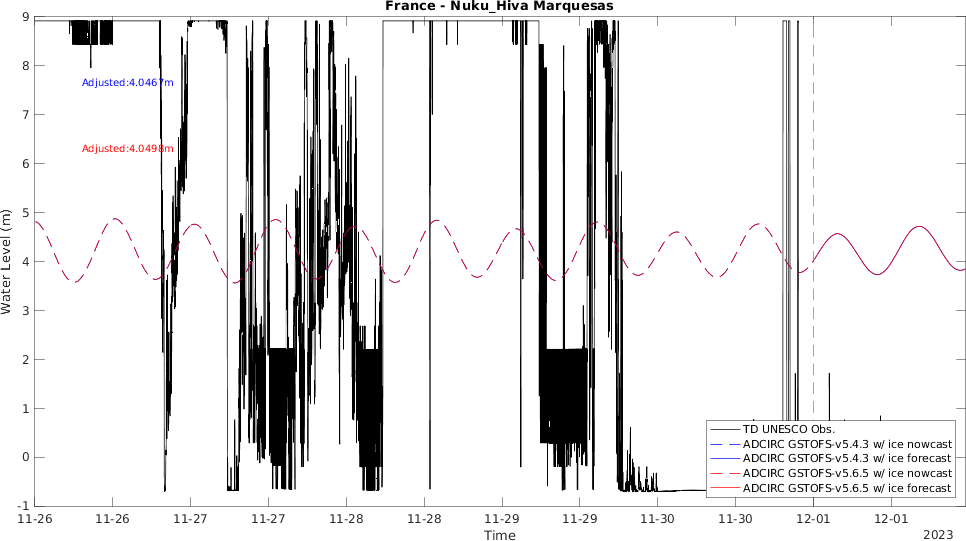 France - Nuku_Hiva Marquesas
9
8
7
6
5
4
3
2
1
0
-1
Water Level (m)
Adjusted:4.0467m
Adjusted:4.0498m
TD UNESCO Obs.
ADCIRC GSTOFS-v5.4.3 w/ ice nowcast
ADCIRC GSTOFS-v5.4.3 w/ ice forecast
ADCIRC GSTOFS-v5.6.5 w/ ice nowcast
ADCIRC GSTOFS-v5.6.5 w/ ice forecast
11-26 11-26 11-27 11-27 11-28 11-28 11-29 11-29 11-30 11-30 12-01 12-01
Time
2023